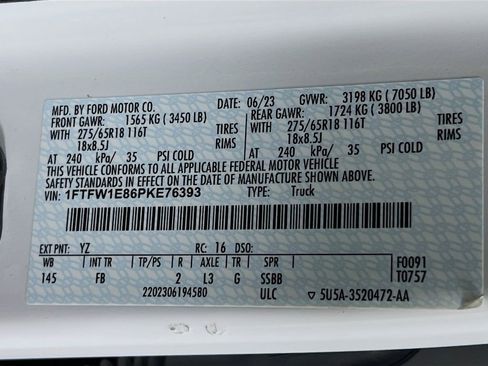 MFD. BY FORD MOTOR CO. DATE: 06/23 GVWR: 3198 KG ( 7050 LB)
FRONT GAWR: 1565 KG ( 3450 LB) REAR GAWR: 1724 KG ( 3800 LB)
WITH 275/65R18 116T TIRES WITH 275/65R18 116T TIRES
18x8.5J RIMS 18x8.5J RIMS
AT 240 kPa/ 35 PSI COLD AT 240 kPa/ 35 PSI COLD
THIS VEHICLE CONFORMS TO ALL APPLICABLE FEDERAL MOTOR VEHICLE
SAFETY AND THEFT PREVENTION STANDARDS IN EFFECT ON THE DATE OF
MANUFACTURE SHOWN ABOVE.
VIN: 1FTFW1E86PKE76393 TYPE: Truck
EXT PNT: YZ RC: 16 DSO: F0091
WB INT TR TP/PS R AXLE TR SPR T0757
145 FB 2 L3 G SSBB
2202306194580 ULC 5U5A-3520472-AA